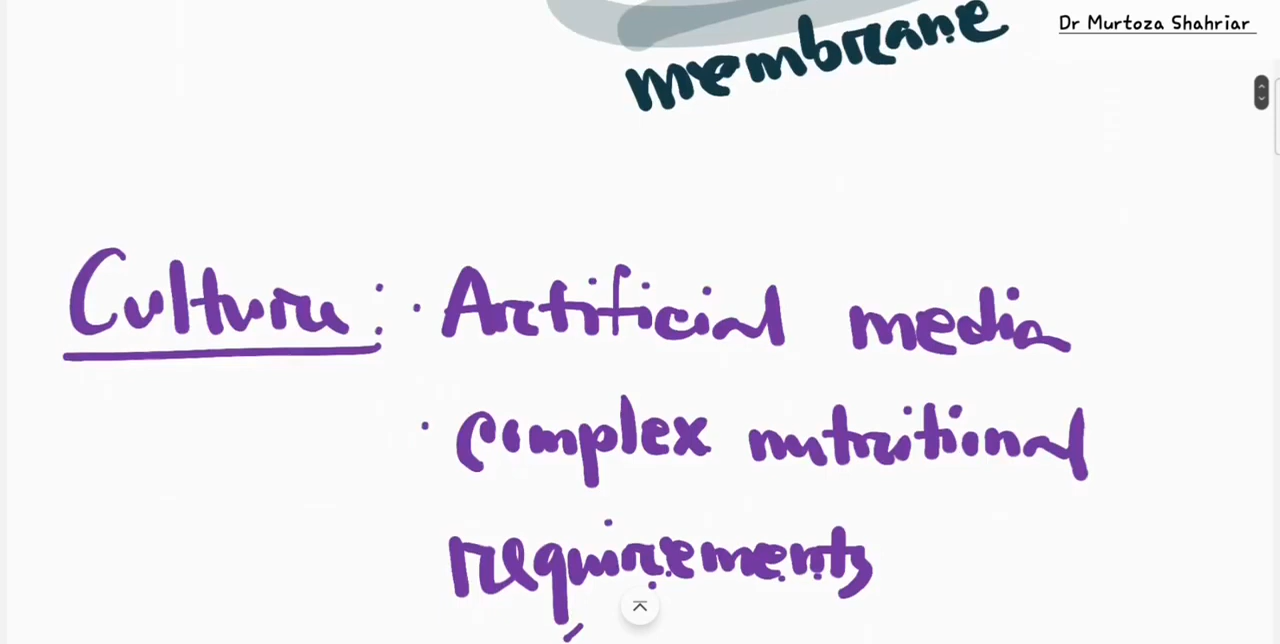 Dr Murtoza Shahriar
membrane
Culture: · Artificial media
· complex nutritional
requirements